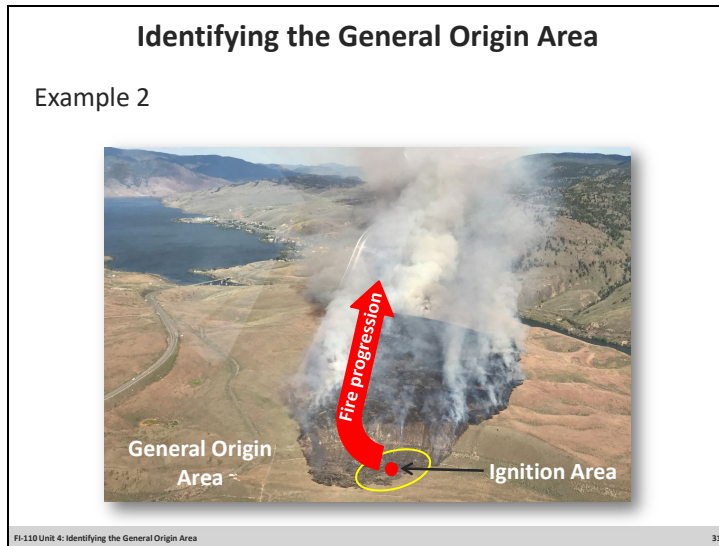 Identifying the General Origin Area
Example 2
Fire progression
General Origin
Area
Ignition Area
FI-110 Unit 4: Identifying the General Origin Area
31